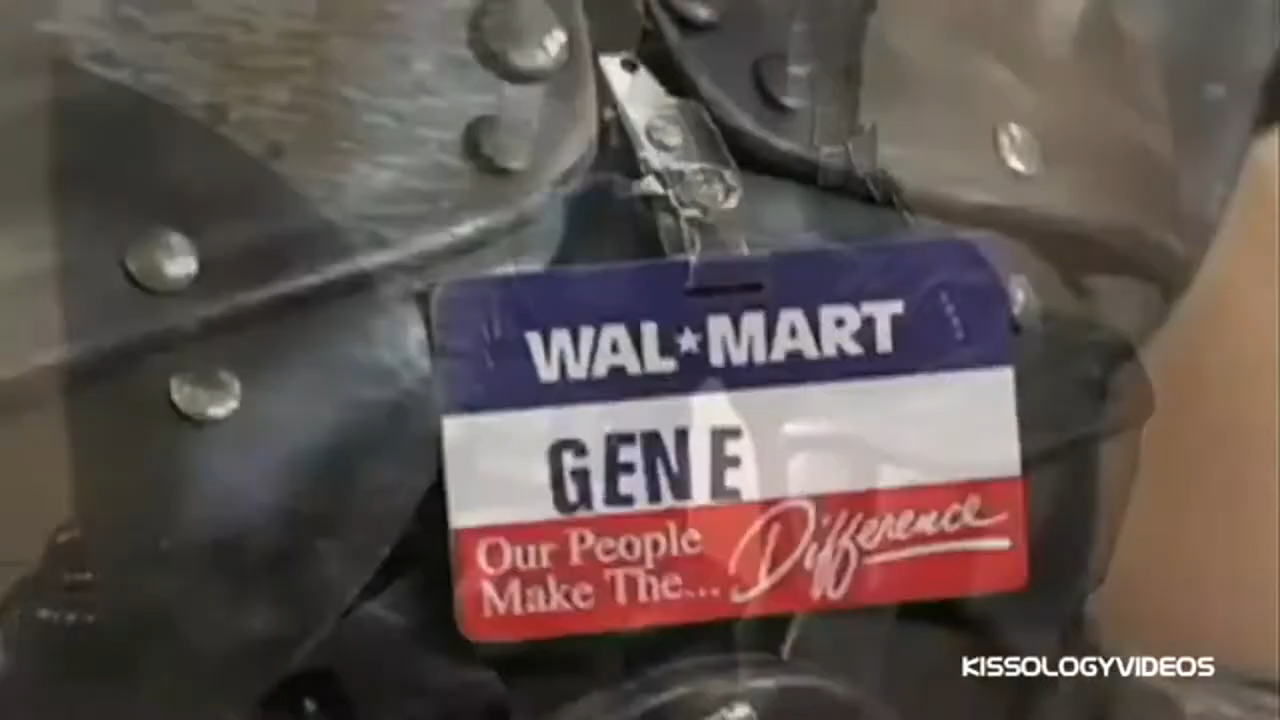 WAL★MART
GENE
Our People
Make The... Difference
KISSOLOGYVIDEOS